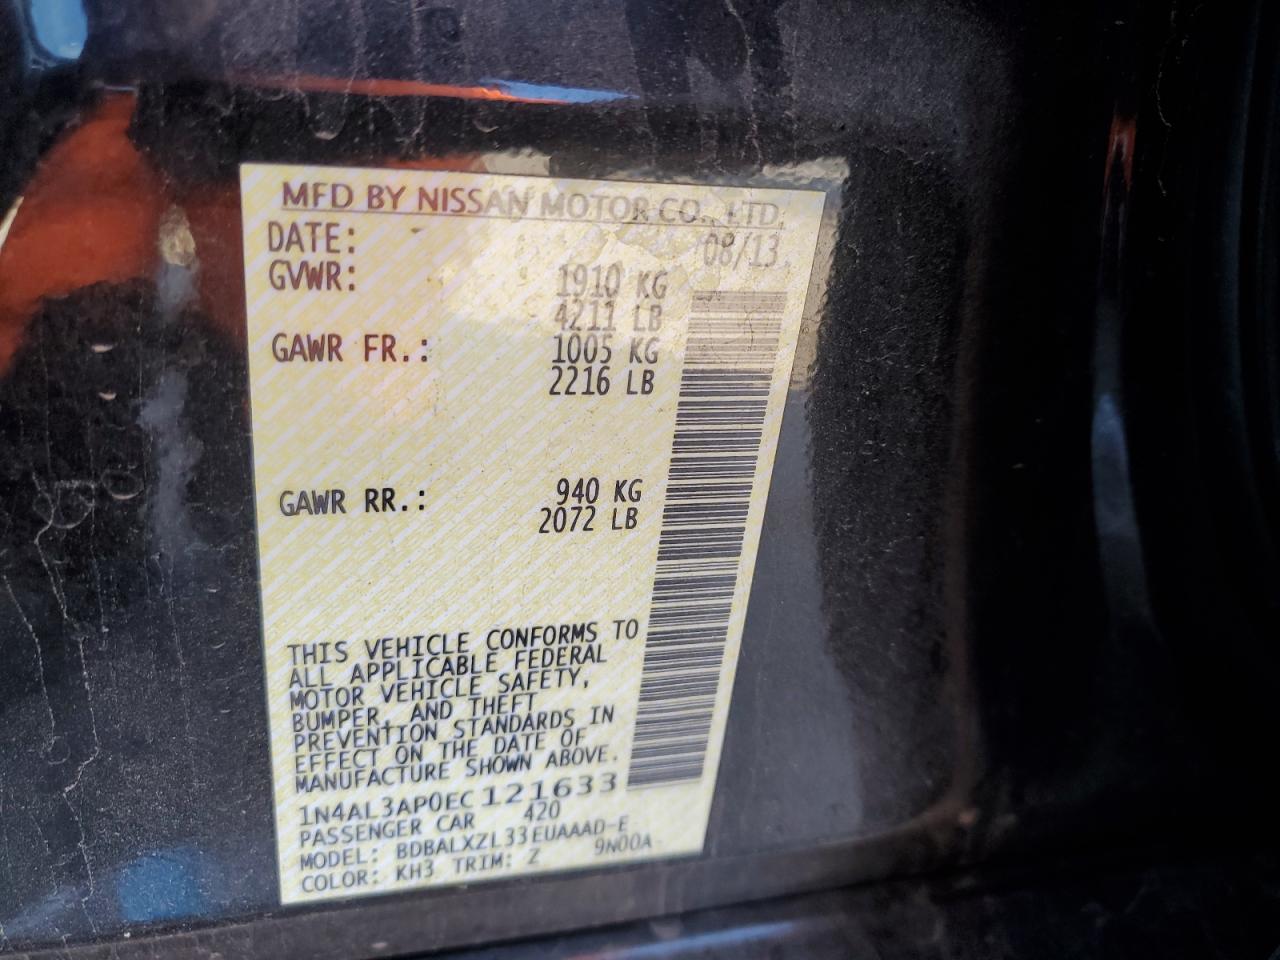 MFD BY NISSAN MOTOR CO., LTD.
DATE: 08/13
GVWR: 1910 KG
4211 LB
GAWR FR.: 1005 KG
2216 LB
GAWR RR.: 940 KG
2072 LB
THIS VEHICLE CONFORMS TO
ALL APPLICABLE FEDERAL
MOTOR VEHICLE SAFETY,
BUMPER, AND THEFT
PREVENTION STANDARDS IN
EFFECT ON THE DATE OF
MANUFACTURE SHOWN ABOVE.
1N4AL3AP0EC121633
PASSENGER CAR 420
MODEL: BDBALXZL33EUAAAD-E
COLOR: KH3 TRIM: Z 9N00A